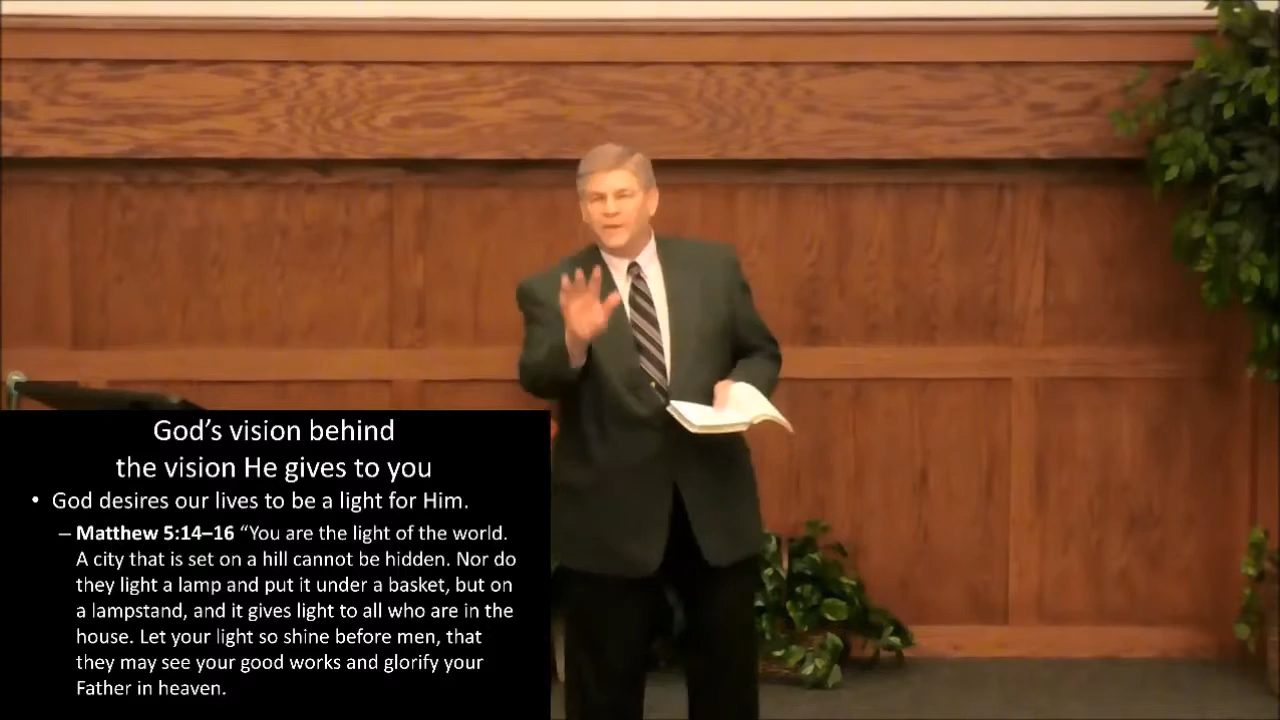 God’s vision behind
the vision He gives to you
• God desires our lives to be a light for Him.
– Matthew 5:14–16 “You are the light of the world.
A city that is set on a hill cannot be hidden. Nor do
they light a lamp and put it under a basket, but on
a lampstand, and it gives light to all who are in the
house. Let your light so shine before men, that
they may see your good works and glorify your
Father in heaven.